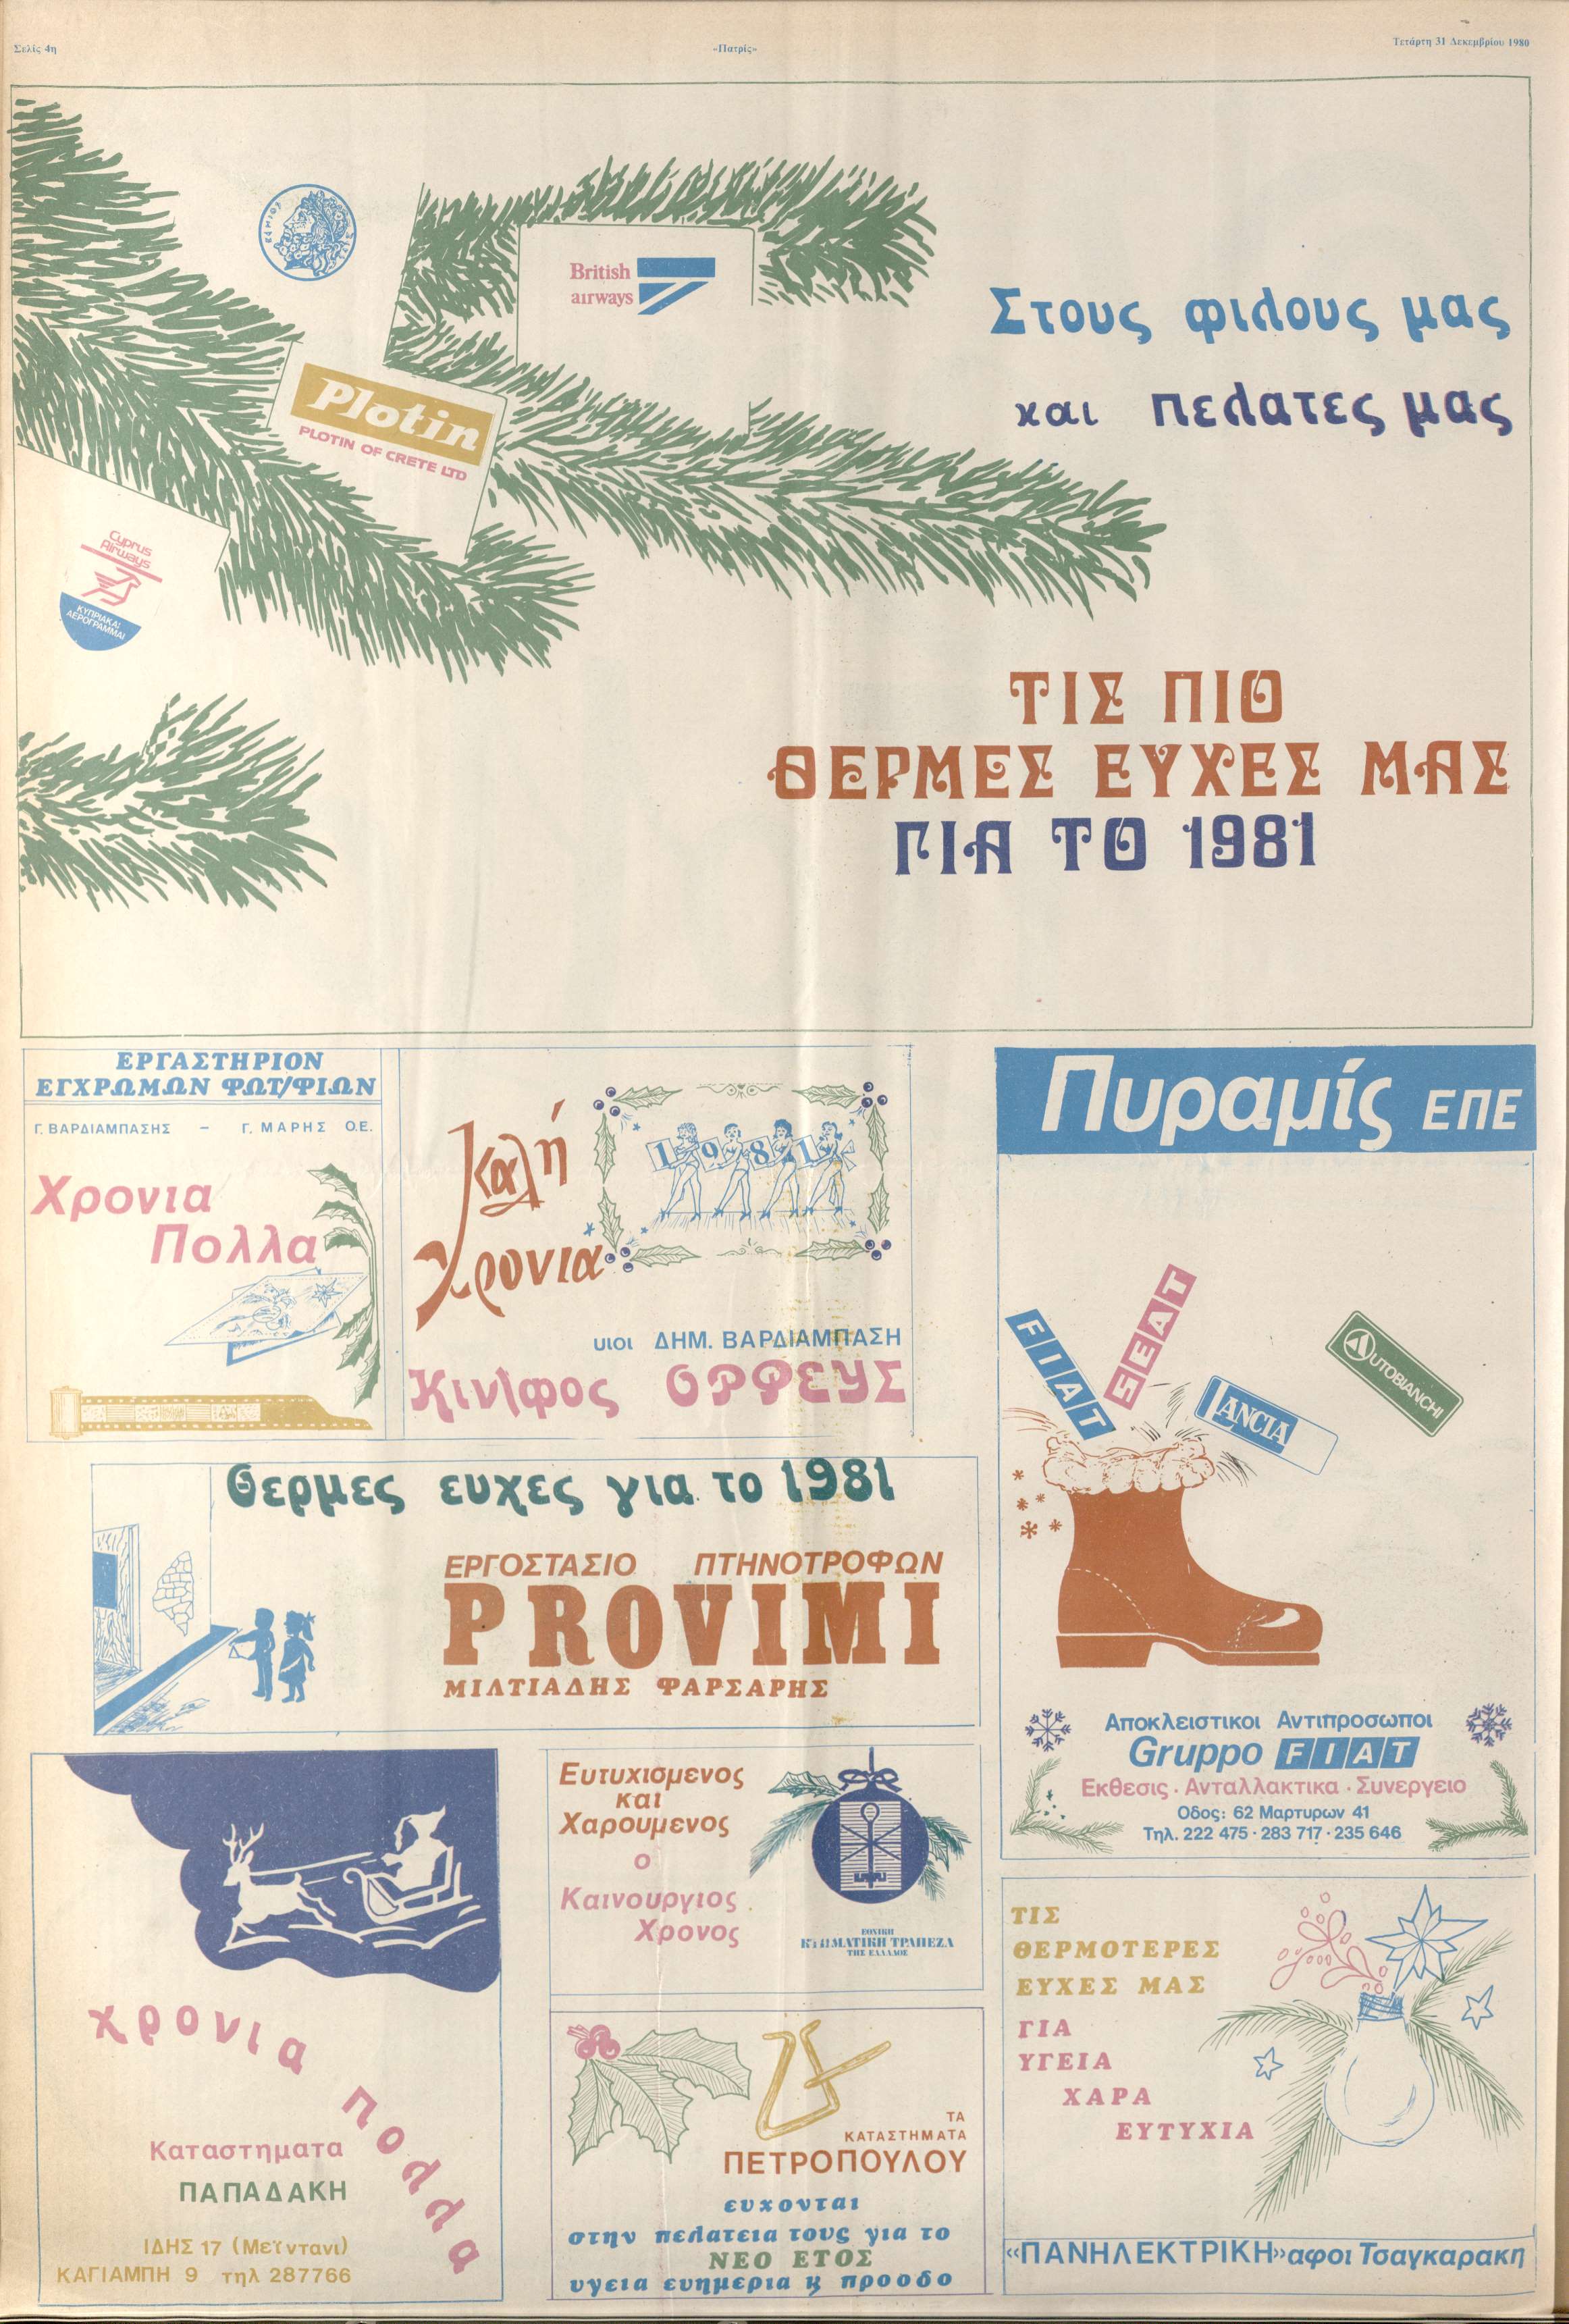 Σελίς 4η
«Πατρίς»
Τετάρτη 31 Δεκεμβρίου 1980
British
airways
Στους φιλους μας
και πελατες μας
Plotin
PLOTIN OF CRETE LTD
Cyprus
Airways
ΚΥΠΡΙΑΚΑΙ
ΑΕΡΟΓΡΑΜΜΑΙ
ΤΙΣ ΠΙΟ
ΘΕΡΜΕΣ ΕΥΧΕΣ ΜΑΣ
ΓΙΑ ΤΟ 1981
ΕΡΓΑΣΤΗΡΙΟΝ
ΕΓΧΡΩΜΩΝ ΦΩΤ/ΦΙΩΝ
Γ. ΒΑΡΔΙΑΜΠΑΣΗΣ – Γ. ΜΑΡΗΣ Ο.Ε.
Χρονια
Πολλα
Καλή
Χρονιά
1981
υιοι ΔΗΜ. ΒΑΡΔΙΑΜΠΑΣΗ
Κιν/φος ΟΡΦΕΥΣ
Πυραμίς ΕΠΕ
FIAT
SEAT
LANCIA
AUTOBIANCHI
Αποκλειστικοι Αντιπροσωποι
Gruppo FIAT
Εκθεσις · Ανταλλακτικα · Συνεργειο
Οδος: 62 Μαρτυρων 41
Τηλ. 222 475 · 283 717 · 235 646
Θερμες ευχες για το 1981
ΕΡΓΟΣΤΑΣΙΟ ΠΤΗΝΟΤΡΟΦΩΝ
PROVIMI
ΜΙΛΤΙΑΔΗΣ ΦΑΡΣΑΡΗΣ
χρονια
πολλα
Καταστηματα
ΠΑΠΑΔΑΚΗ
ΙΔΗΣ 17 (Μεϊντανι)
ΚΑΓΙΑΜΠΗ 9 τηλ 287766
Ευτυχισμενος
και
Χαρουμενος
ο
Καινουργιος
Χρονος
ΕΘΝΙΚΗ
ΚΤΗΜΑΤΙΚΗ ΤΡΑΠΕΖΑ
ΤΗΣ ΕΛΛΑΔΟΣ
ΤΑ
ΚΑΤΑΣΤΗΜΑΤΑ
ΠΕΤΡΟΠΟΥΛΟΥ
ευχονται
στην πελατεια τους για το
ΝΕΟ ΕΤΟΣ
υγεια ευημερια ϗ προοδο
ΤΙΣ
ΘΕΡΜΟΤΕΡΕΣ
ΕΥΧΕΣ ΜΑΣ
ΓΙΑ
ΥΓΕΙΑ
ΧΑΡΑ
ΕΥΤΥΧΙΑ
«ΠΑΝΗΛΕΚΤΡΙΚΗ» αφοι Τσαγκαρακη